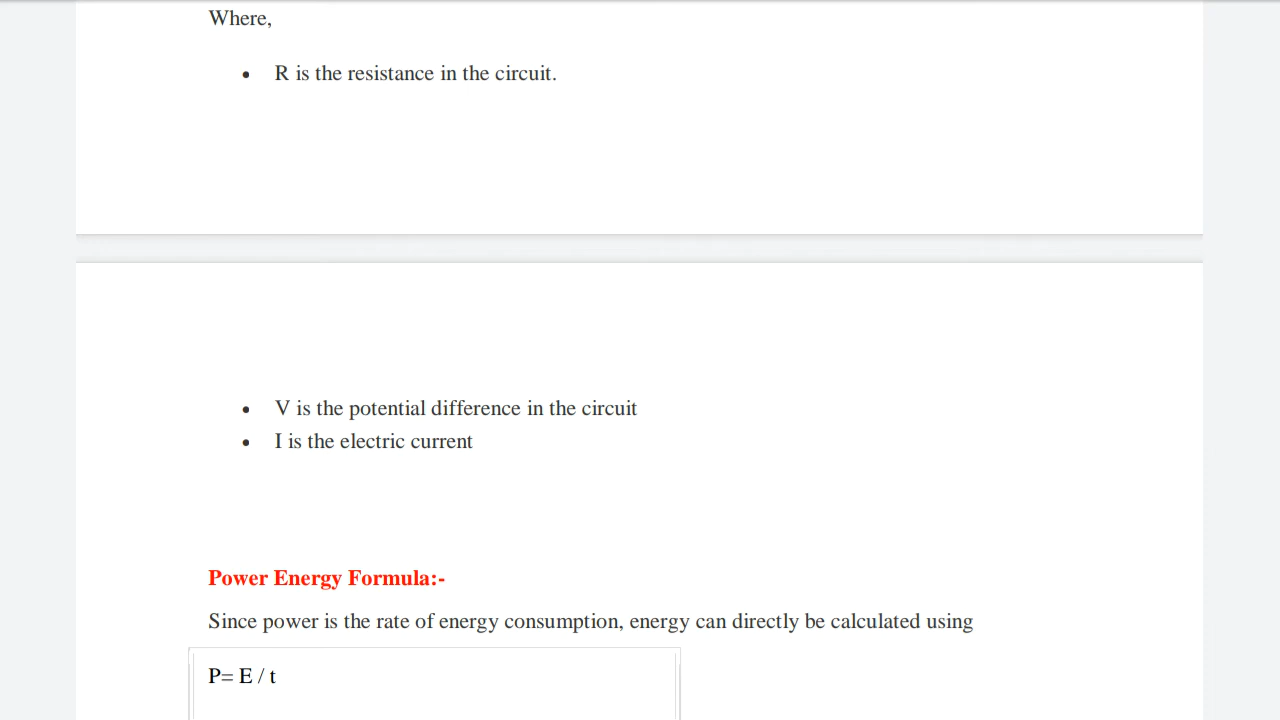 Where,
• R is the resistance in the circuit.
• V is the potential difference in the circuit
• I is the electric current
Power Energy Formula:-
Since power is the rate of energy consumption, energy can directly be calculated using
P= E / t